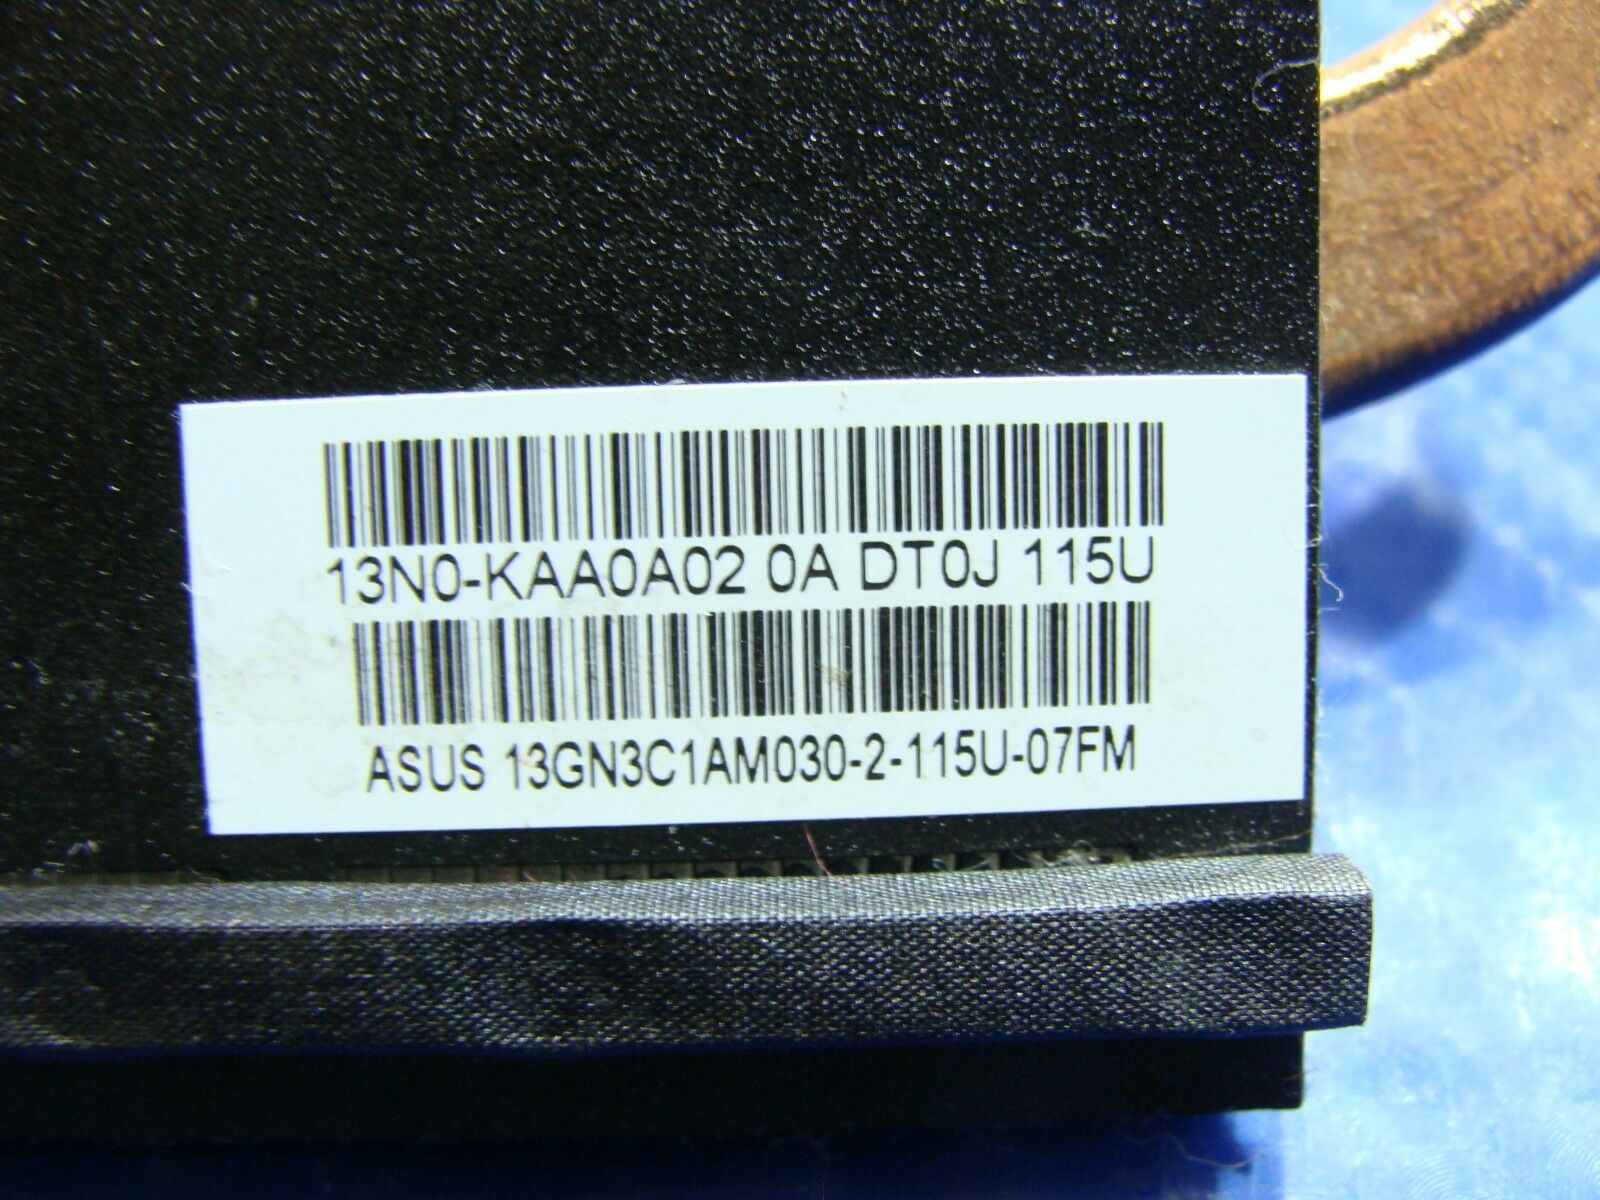 13N0-KAA0A02 0A DT0J 115U
ASUS 13GN3C1AM030-2-115U-07FM